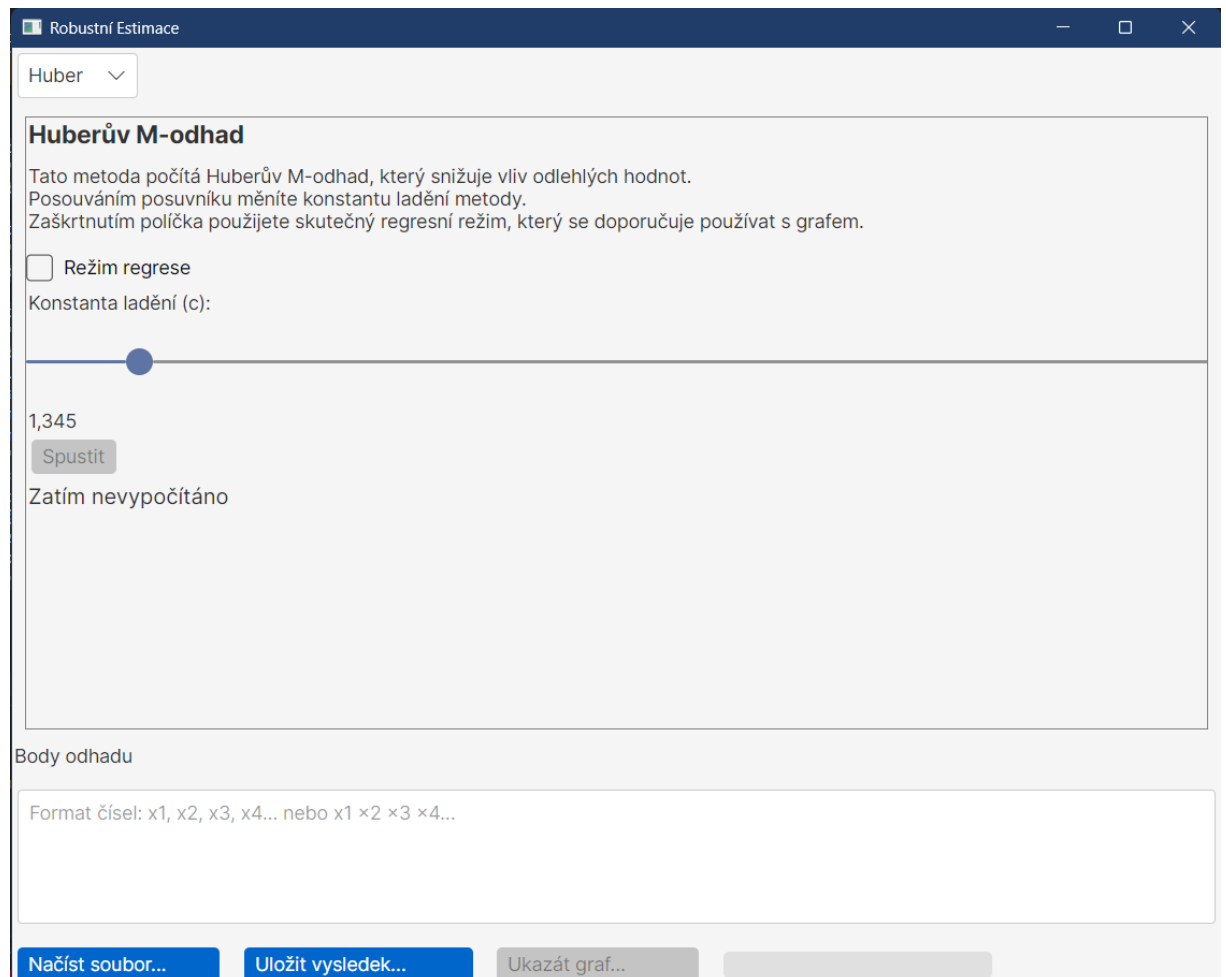 Robustní Estimace
Huber
Huberův M-odhad
Tato metoda počítá Huberův M-odhad, který snižuje vliv odlehlých hodnot.
Posouváním posuvníku měníte konstantu ladění metody.
Zaškrtnutím políčka použijete skutečný regresní režim, který se doporučuje používat s grafem.
Režim regrese
Konstanta ladění (c):
1,345
Spustit
Zatím nevypočítáno
Body odhadu
Format čísel: x1, x2, x3, x4... nebo x1 ×2 ×3 ×4...
Načíst soubor...
Uložit vysledek...
Ukazát graf...